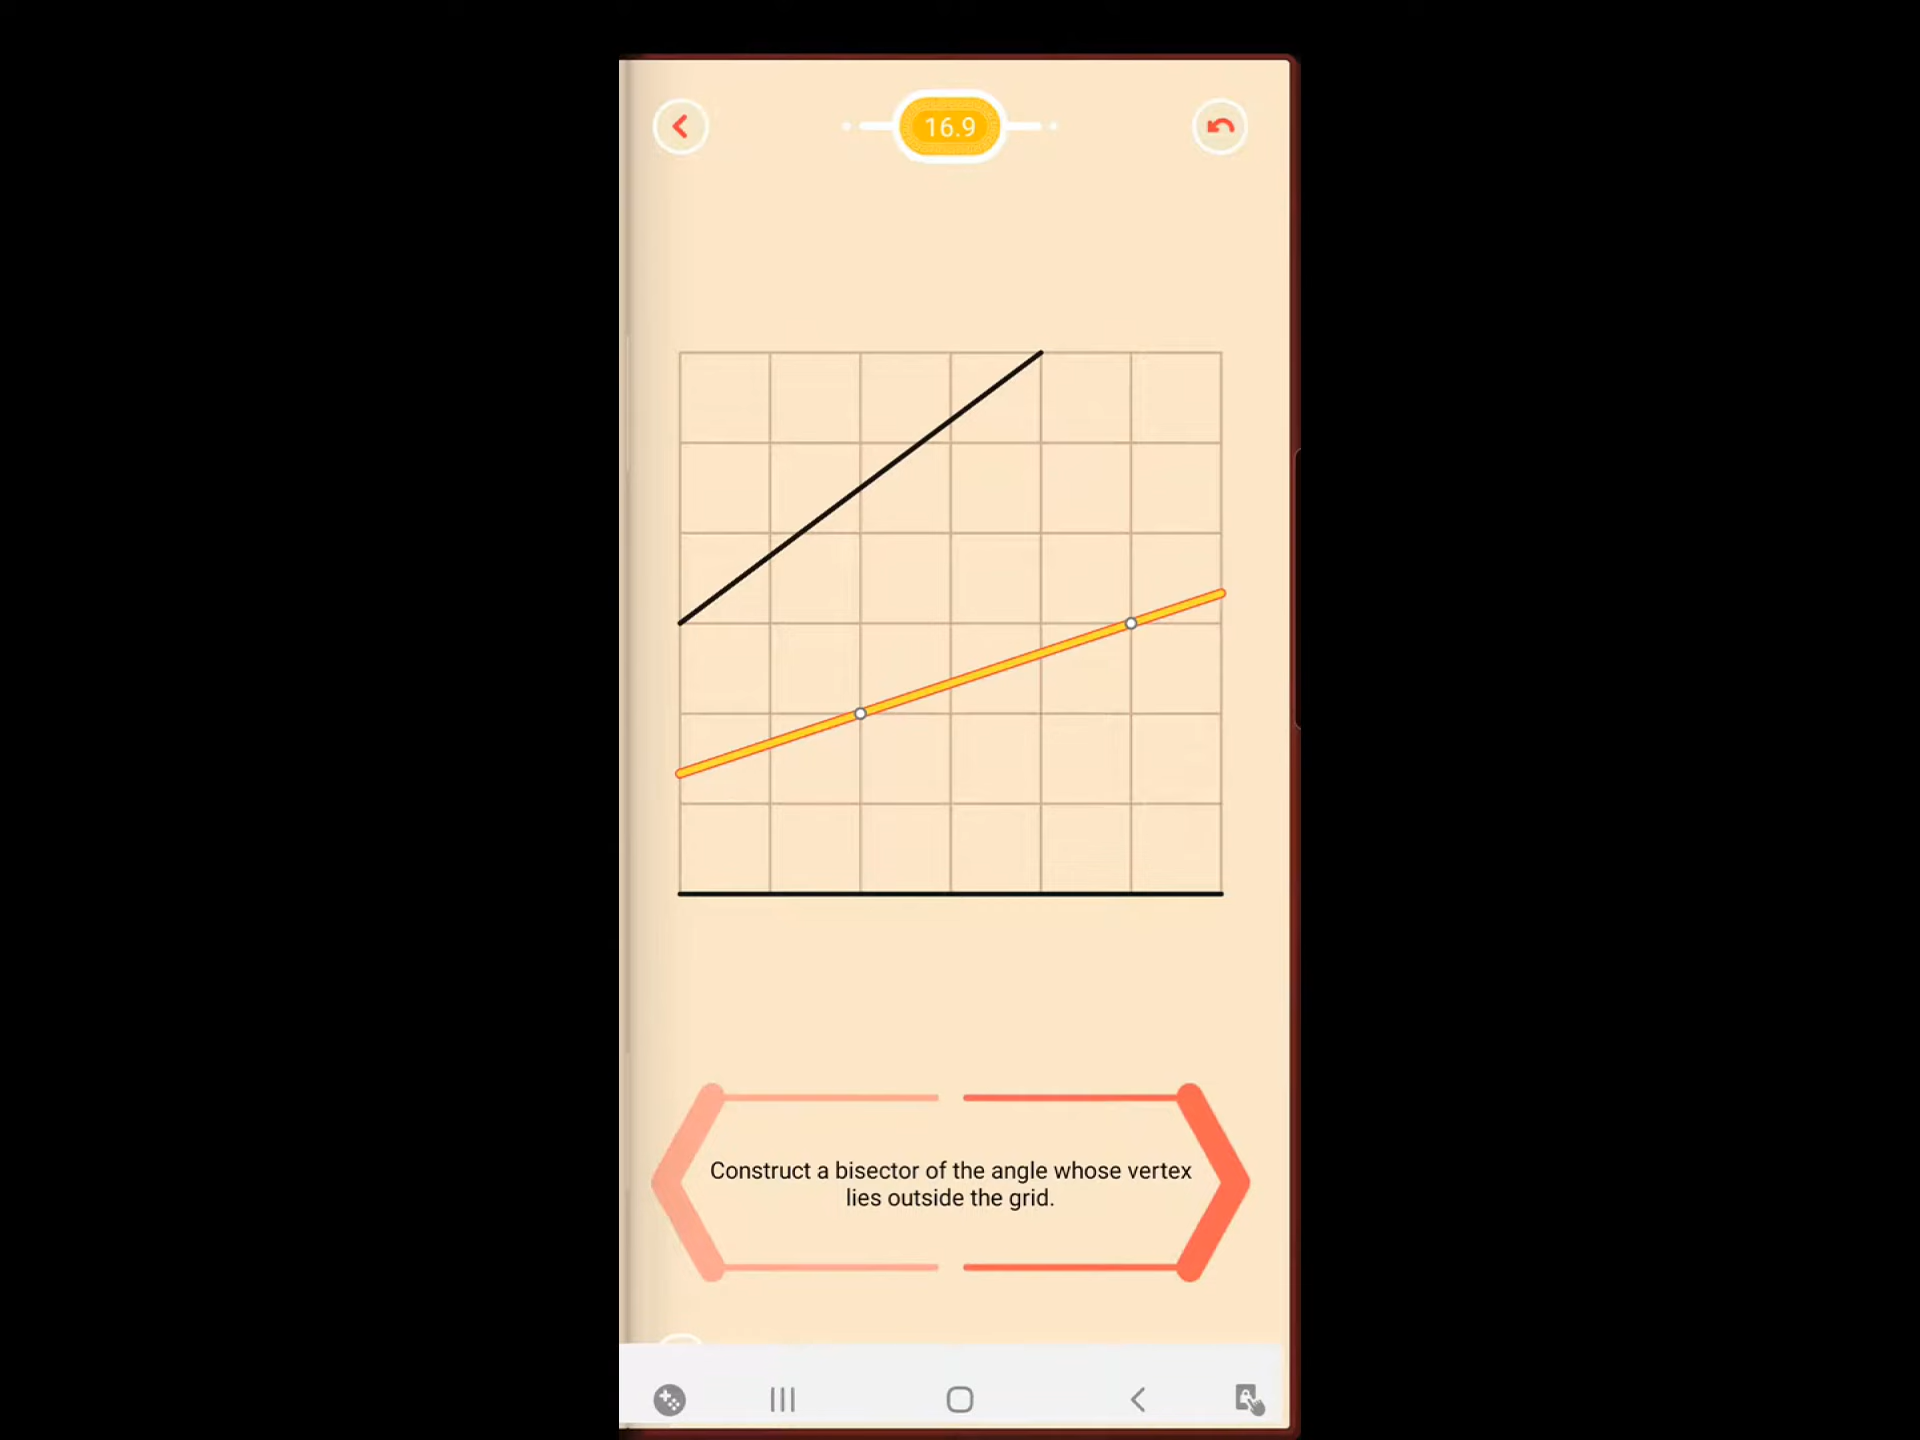 16.9
Construct a bisector of the angle whose vertex
lies outside the grid.